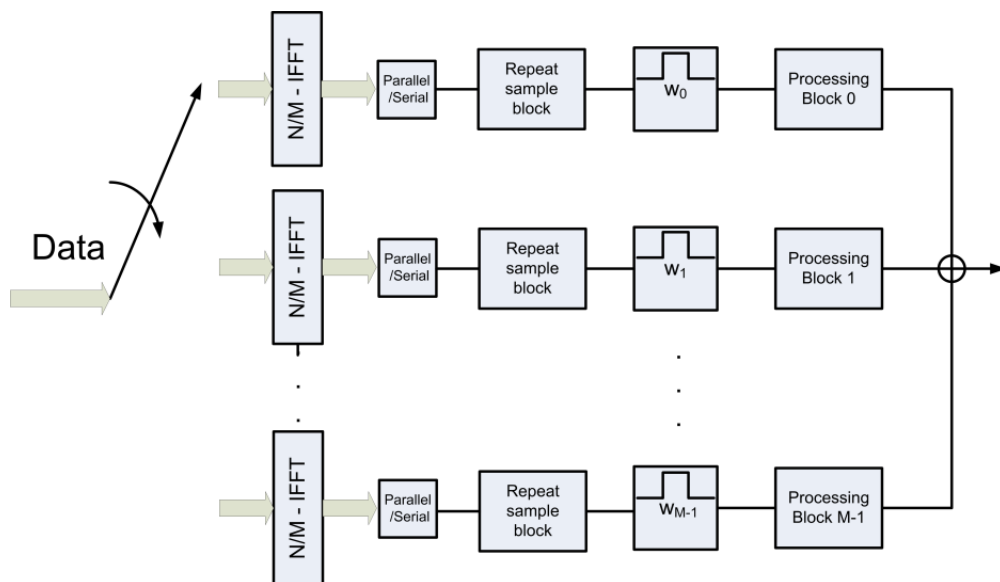 Data
N/M - IFFT
Parallel
/Serial
Repeat
sample
block
W0
Processing
Block 0
N/M - IFFT
Parallel
/Serial
Repeat
sample
block
W1
Processing
Block 1
N/M - IFFT
Parallel
/Serial
Repeat
sample
block
WM-1
Processing
Block M-1